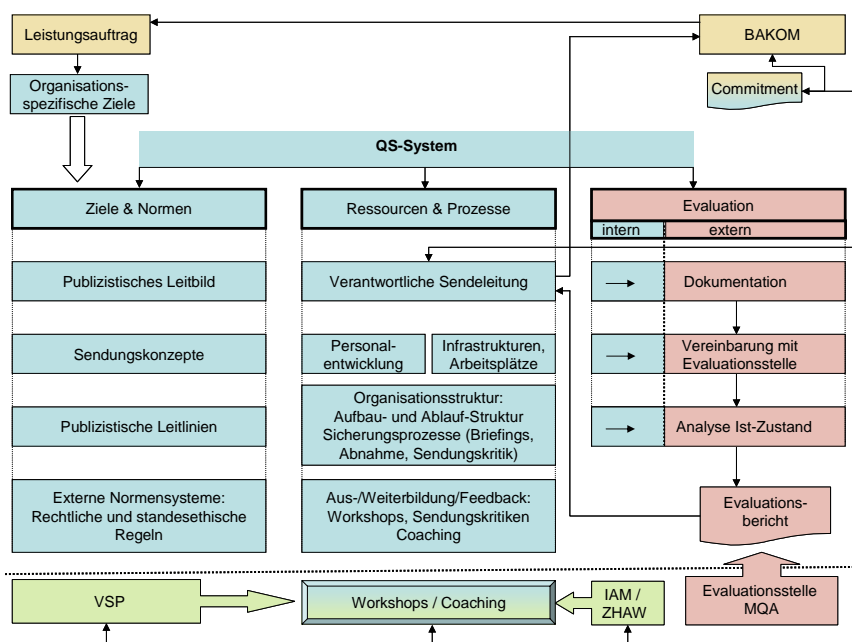 Leistungsauftrag
BAKOM
Organisations-
spezifische Ziele
Commitment
QS-System
Ziele & Normen
Ressourcen & Prozesse
Evaluation
intern
extern
Publizistisches Leitbild
Verantwortliche Sendeleitung
Dokumentation
Sendungskonzepte
Personal-
entwicklung
Infrastrukturen,
Arbeitsplätze
Vereinbarung mit
Evaluationsstelle
Publizistische Leitlinien
Organisationsstruktur:
Aufbau- und Ablauf-Struktur
Sicherungsprozesse (Briefings,
Abnahme, Sendungskritik)
Analyse Ist-Zustand
Externe Normensysteme:
Rechtliche und standesethische
Regeln
Aus-/Weiterbildung/Feedback:
Workshops, Sendungskritiken
Coaching
Evaluations-
bericht
VSP
Workshops / Coaching
IAM /
ZHAW
Evaluationsstelle
MQA